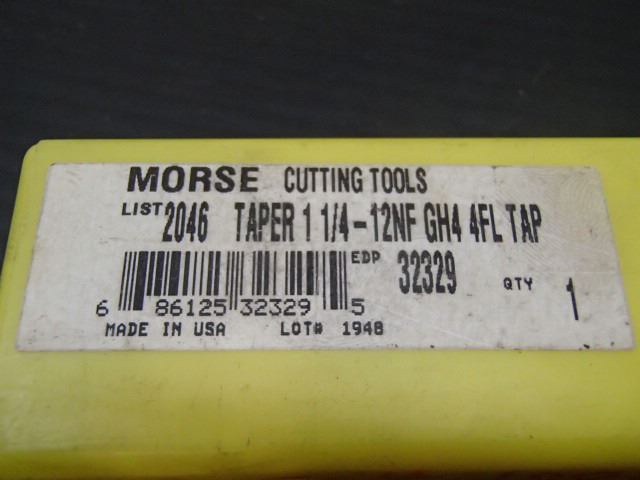 MORSE CUTTING TOOLS
LIST 2046 TAPER 1 1/4-12NF GH4 4FL TAP
EDP 32329 QTY 1
6 86125 32329 5
MADE IN USA LOT# 1948